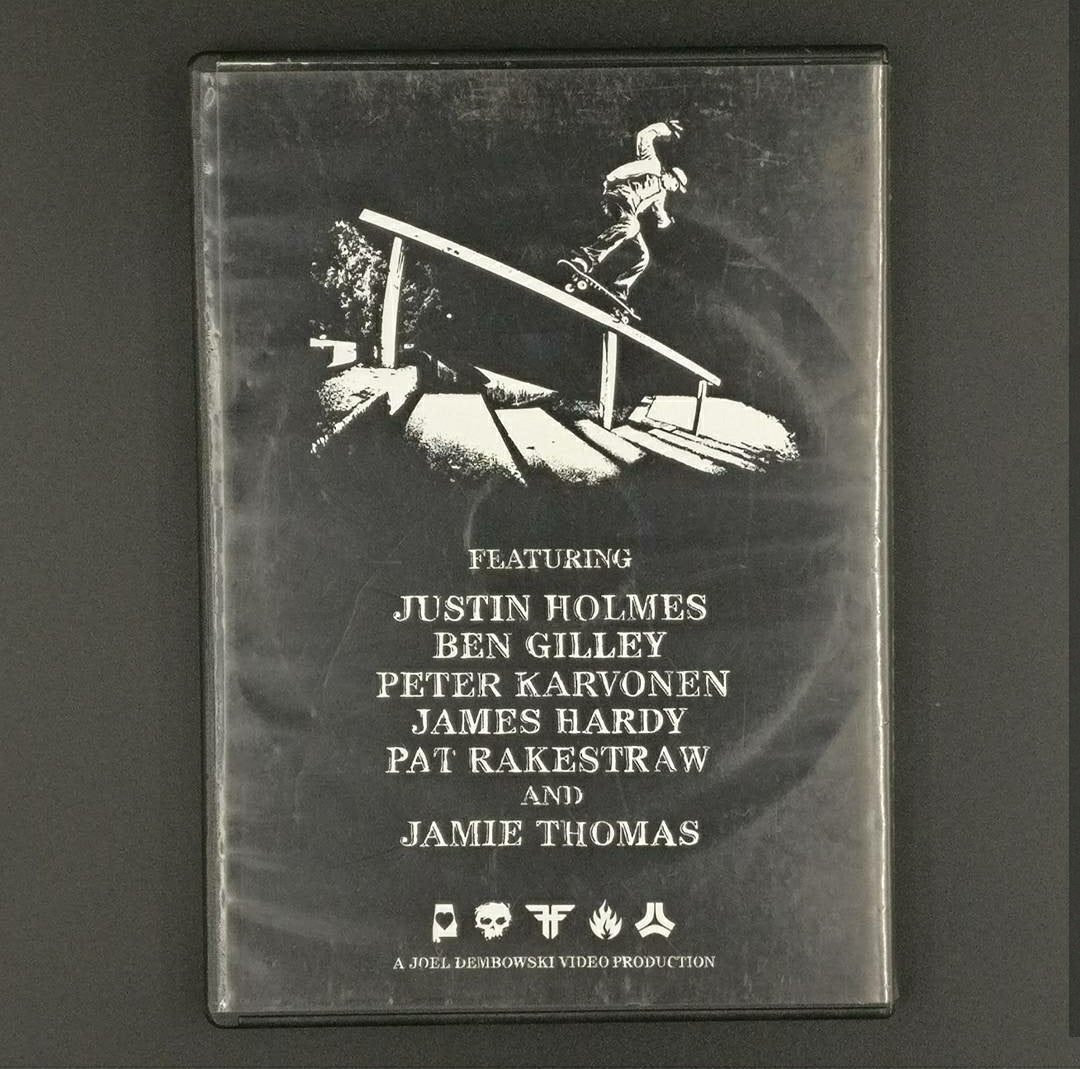 FEATURING
JUSTIN HOLMES
BEN GILLEY
PETER KARVONEN
JAMES HARDY
PAT RAKESTRAW
AND
JAMIE THOMAS
A JOEL DEMBOWSKI VIDEO PRODUCTION